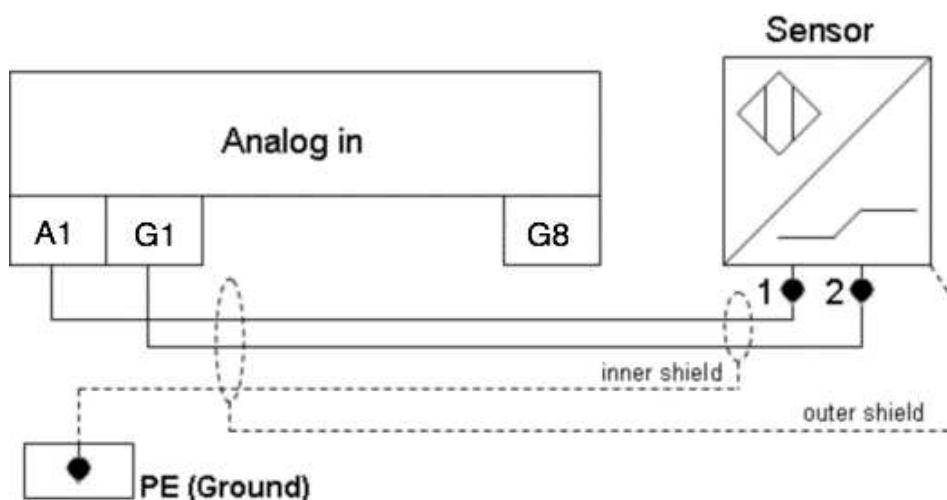 Sensor
Analog in
A1 G1 G8
1 2
inner shield
outer shield
PE (Ground)